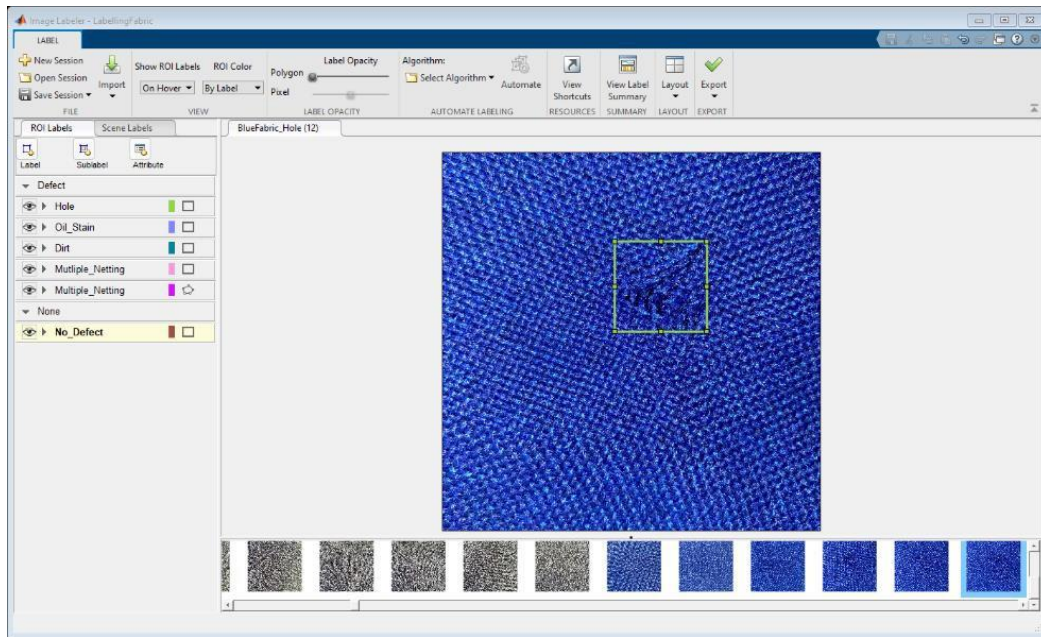 Image Labeler - LabellingFabric
LABEL
New Session
Open Session
Save Session
Import
FILE
Show ROI Labels
ROI Color
On Hover
By Label
VIEW
Label Opacity
Polygon
Pixel
LABEL OPACITY
Algorithm:
Select Algorithm
Automate
AUTOMATE LABELING
View
Shortcuts
RESOURCES
View Label
Summary
SUMMARY
Layout
LAYOUT
Export
EXPORT
ROI Labels
Scene Labels
Label
Sublabel
Attribute
Defect
Hole
Oil_Stain
Dirt
Mutliple_Netting
Multiple_Netting
None
No_Defect
BlueFabric_Hole (12)